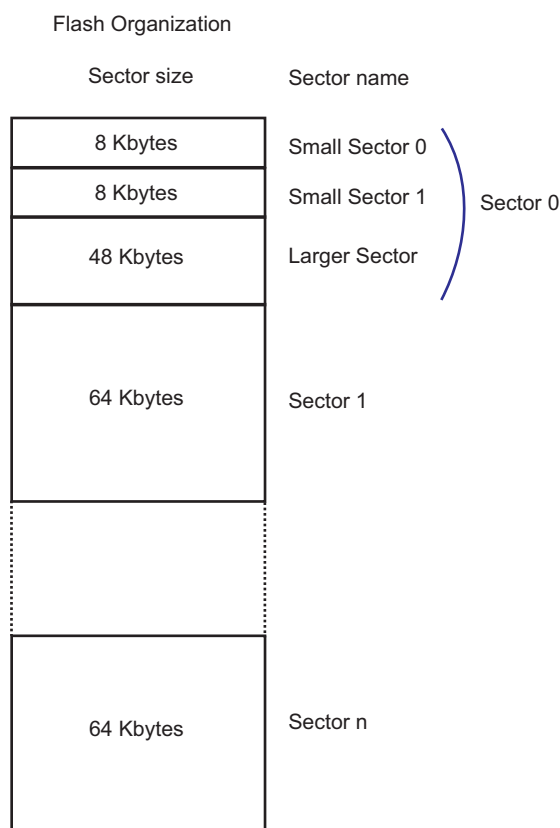 Flash Organization
Sector size Sector name
8 Kbytes Small Sector 0
8 Kbytes Small Sector 1 Sector 0
48 Kbytes Larger Sector
64 Kbytes Sector 1
64 Kbytes Sector n